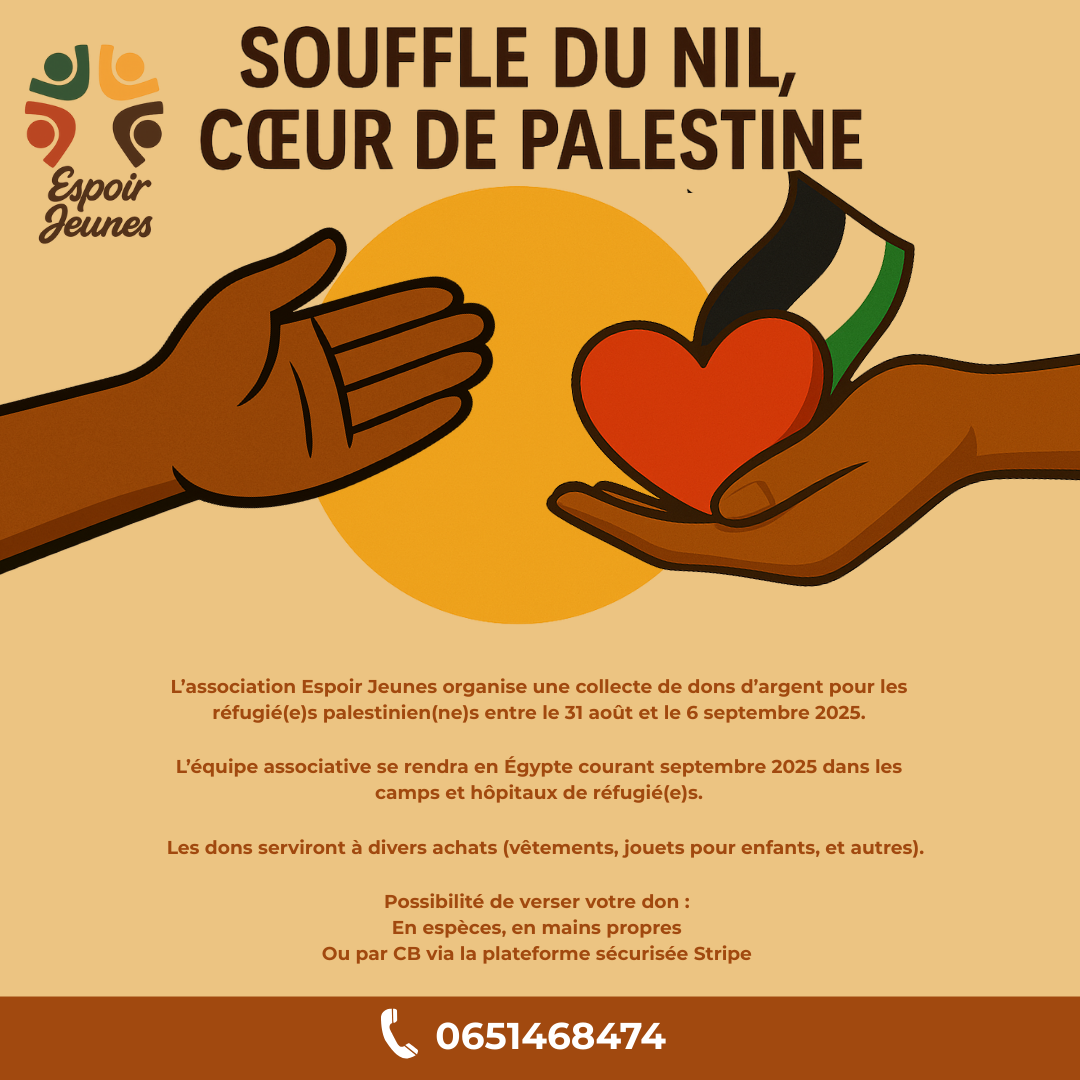 Espoir
Jeunes
SOUFFLE DU NIL,
CŒUR DE PALESTINE
L'association Espoir Jeunes organise une collecte de dons d'argent pour les
réfugié(e)s palestinien(ne)s entre le 31 août et le 6 septembre 2025.
L'équipe associative se rendra en Égypte courant septembre 2025 dans les
camps et hôpitaux de réfugié(e)s.
Les dons serviront à divers achats (vêtements, jouets pour enfants, et autres).
Possibilité de verser votre don :
En espèces, en mains propres
Ou par CB via la plateforme sécurisée Stripe
0651468474